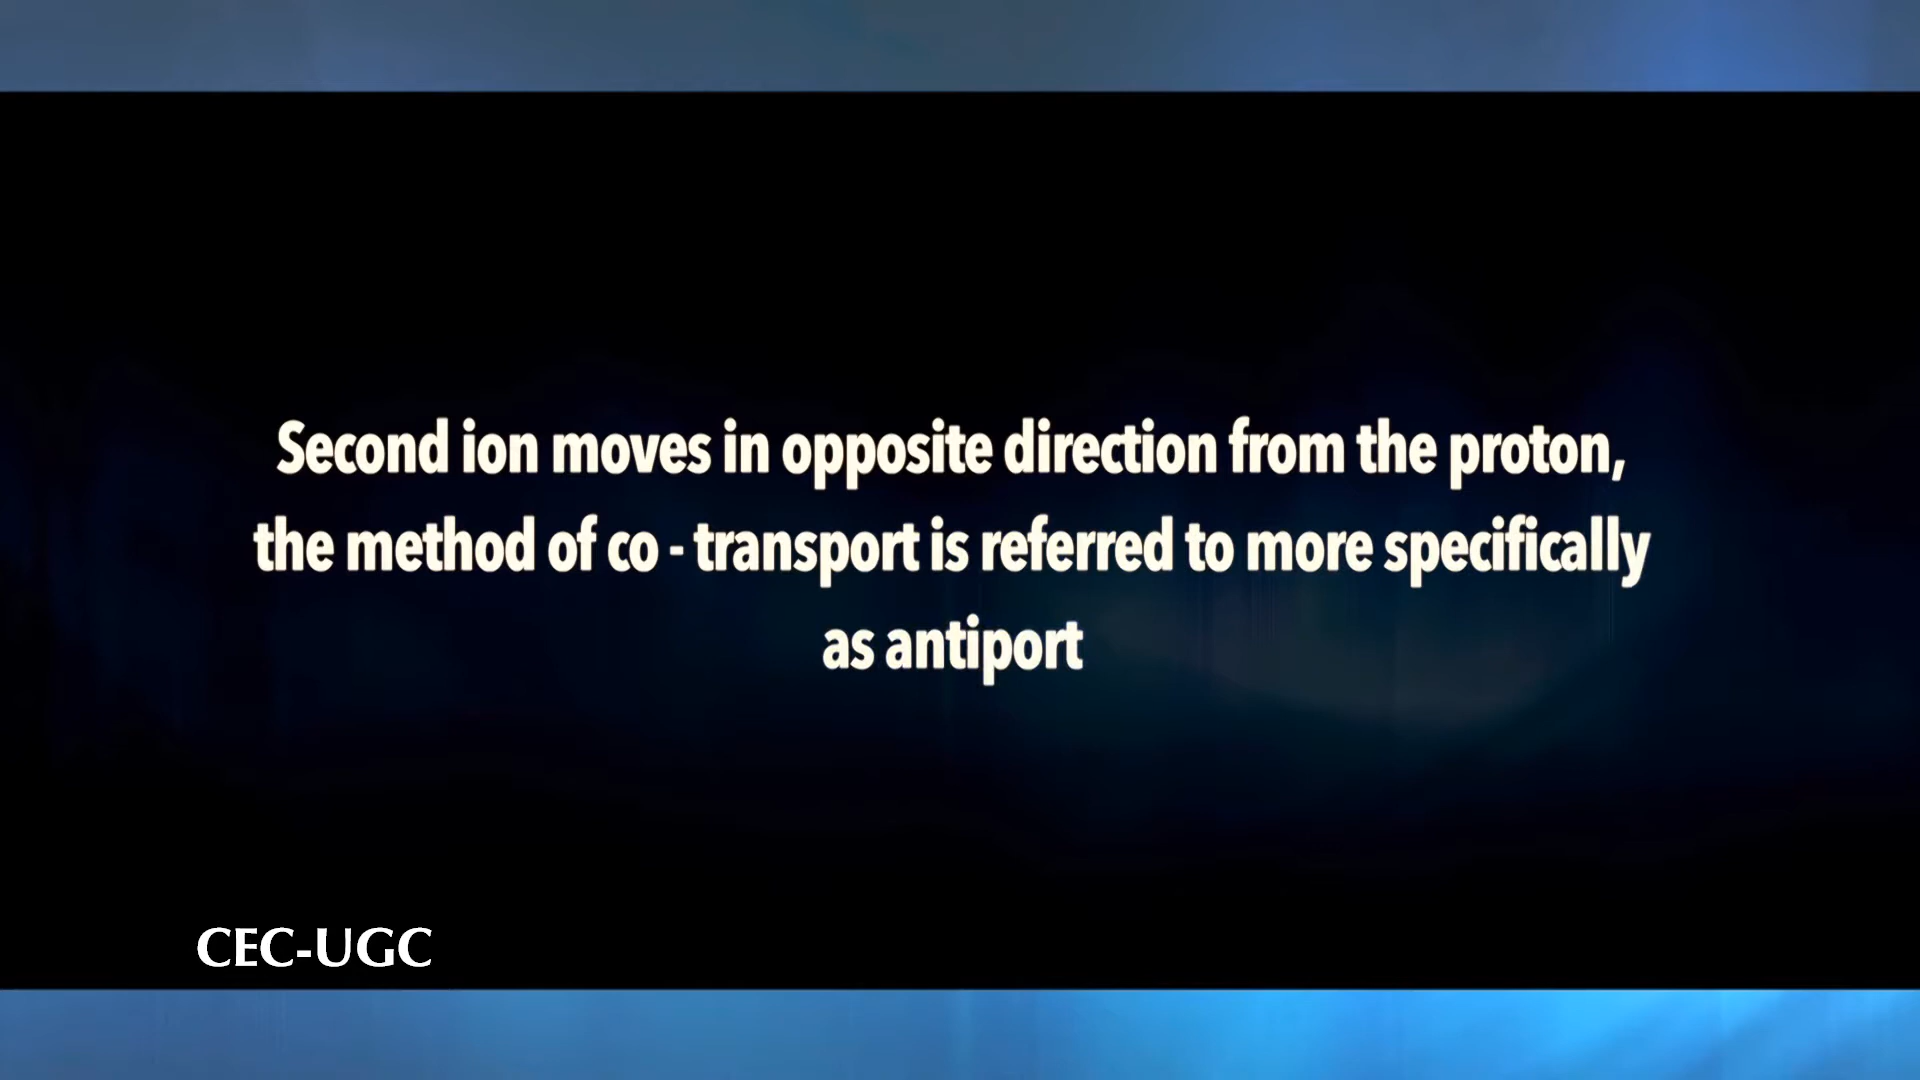 Second ion moves in opposite direction from the proton,
the method of co - transport is referred to more specifically
as antiport
CEC-UGC